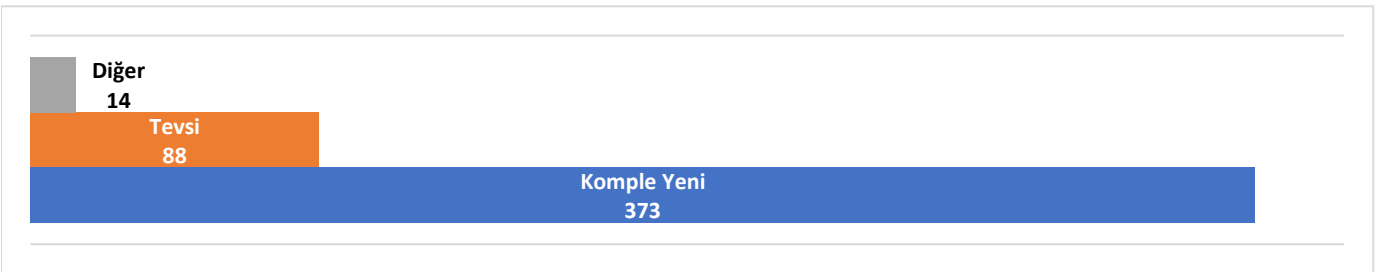 Diğer
14
Tevsi
88
Komple Yeni
373